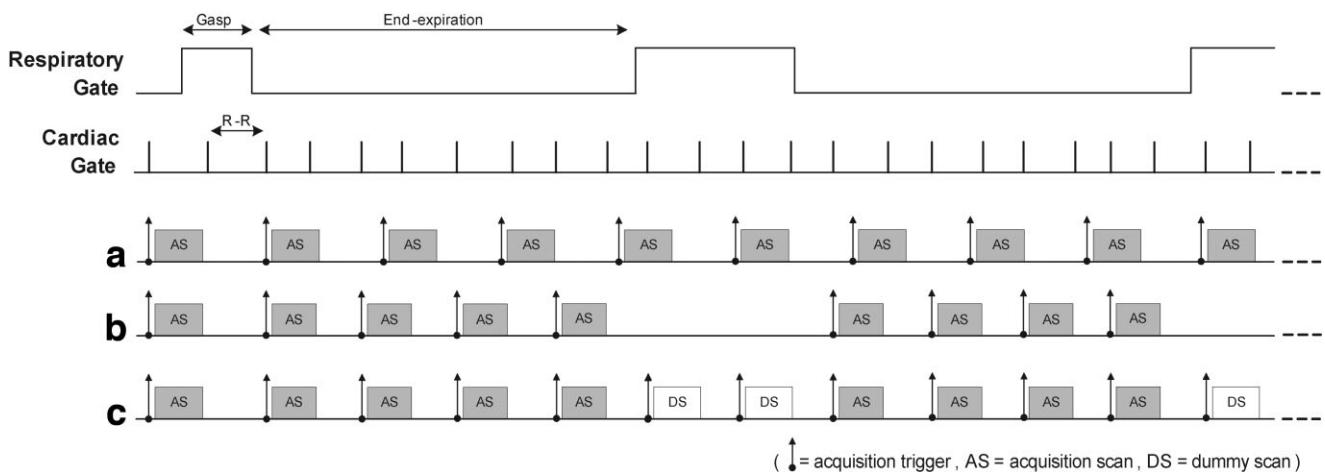 Gasp End-expiration
Respiratory
Gate
R-R
Cardiac
Gate
a AS AS AS AS AS AS AS AS AS AS
b AS AS AS AS AS AS AS AS AS
c AS AS AS AS AS DS DS AS AS AS AS DS
( = acquisition trigger , AS = acquisition scan , DS = dummy scan )